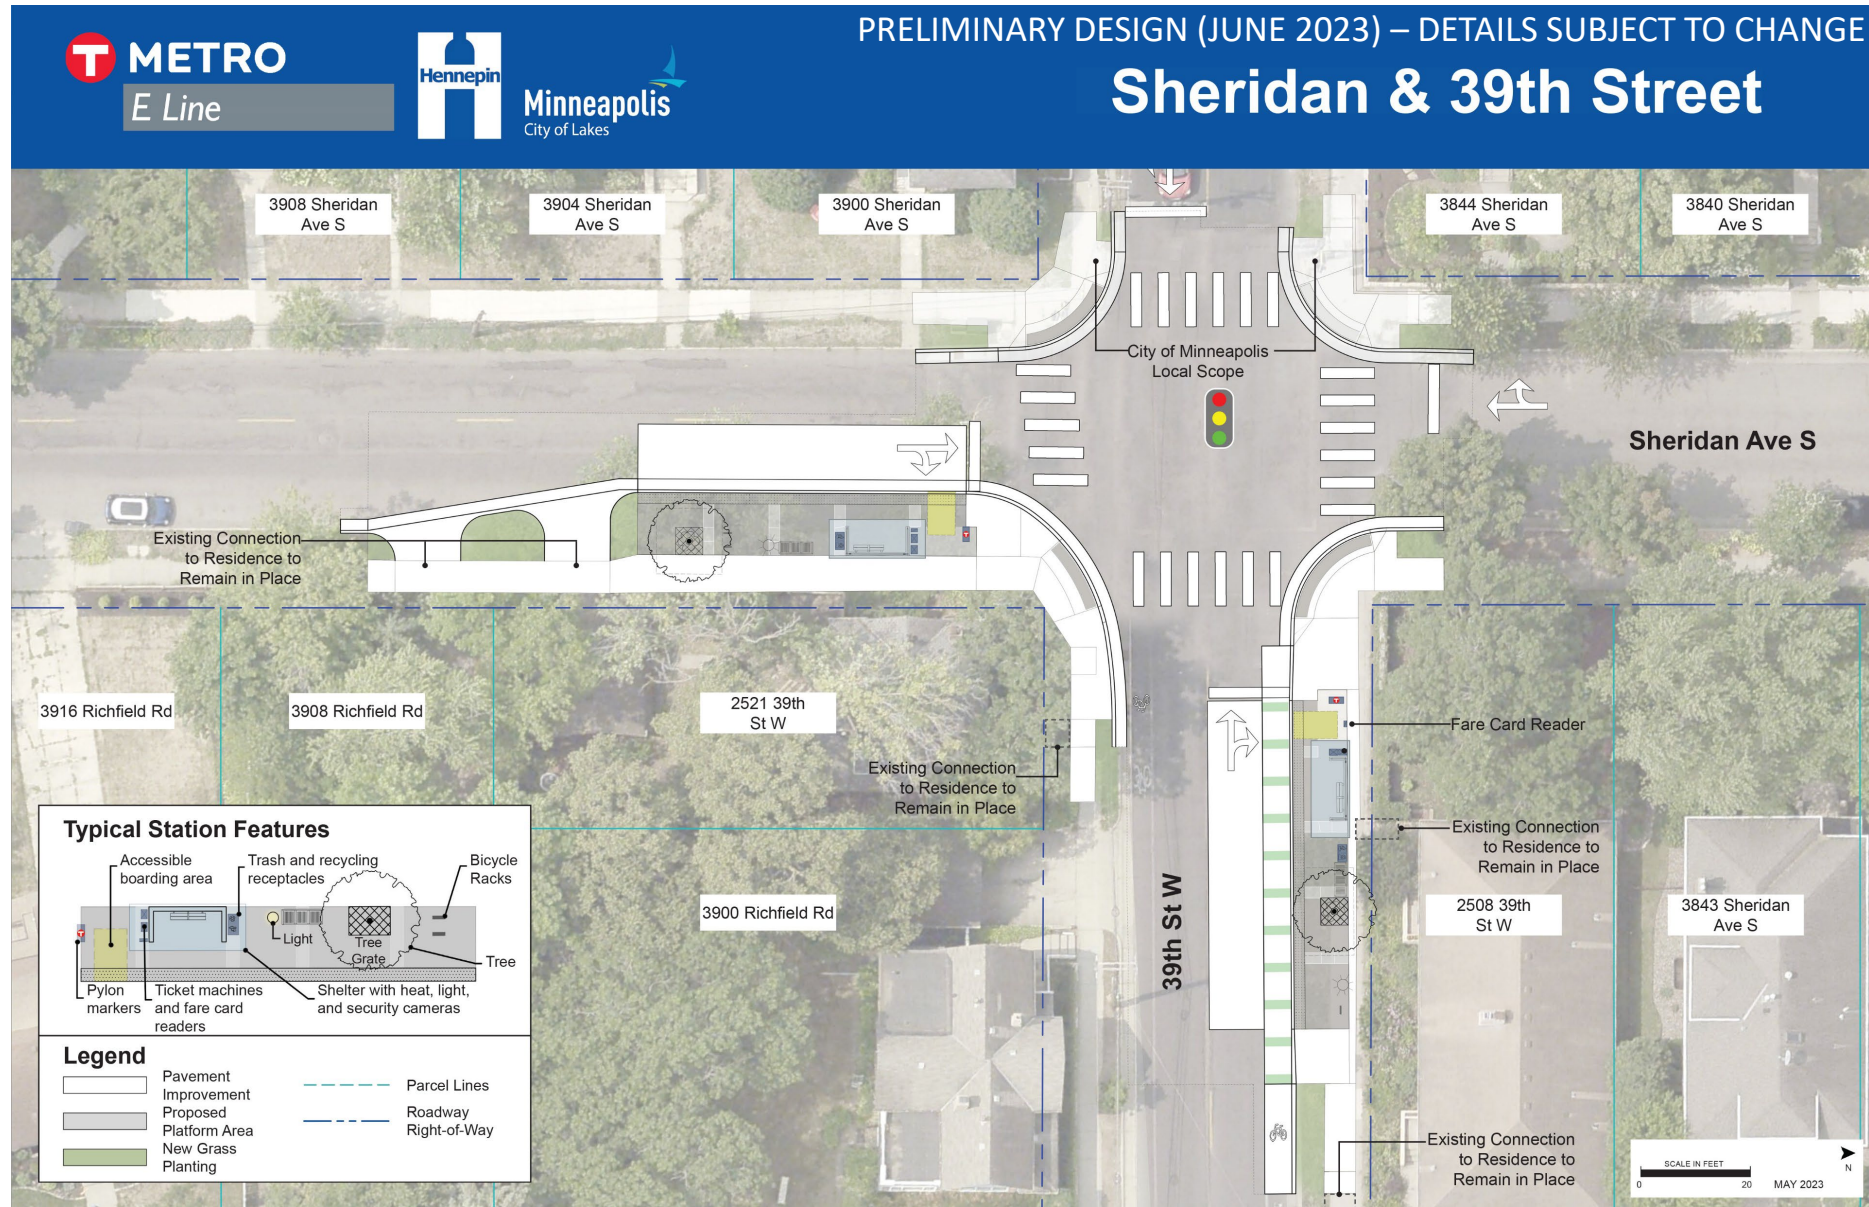 PRELIMINARY DESIGN (JUNE 2023) – DETAILS SUBJECT TO CHANGE
T METRO
E Line
Hennepin
Minneapolis
City of Lakes
Sheridan & 39th Street
3908 Sheridan
Ave S
3904 Sheridan
Ave S
3900 Sheridan
Ave S
3844 Sheridan
Ave S
3840 Sheridan
Ave S
City of Minneapolis
Local Scope
Sheridan Ave S
Existing Connection
to Residence to
Remain in Place
3916 Richfield Rd
3908 Richfield Rd
2521 39th
St W
Fare Card Reader
Existing Connection
to Residence to
Remain in Place
Existing Connection
to Residence to
Remain in Place
3900 Richfield Rd
39th St W
2508 39th
St W
3843 Sheridan
Ave S
Existing Connection
to Residence to
Remain in Place
Typical Station Features
Accessible
boarding area
Trash and recycling
receptacles
Bicycle
Racks
Light
Tree
Grate
Tree
Pylon
markers
Ticket machines
and fare card
readers
Shelter with heat, light,
and security cameras
Legend
Pavement
Improvement
Proposed
Platform Area
New Grass
Planting
Parcel Lines
Roadway
Right-of-Way
SCALE IN FEET
0
20
MAY 2023
N